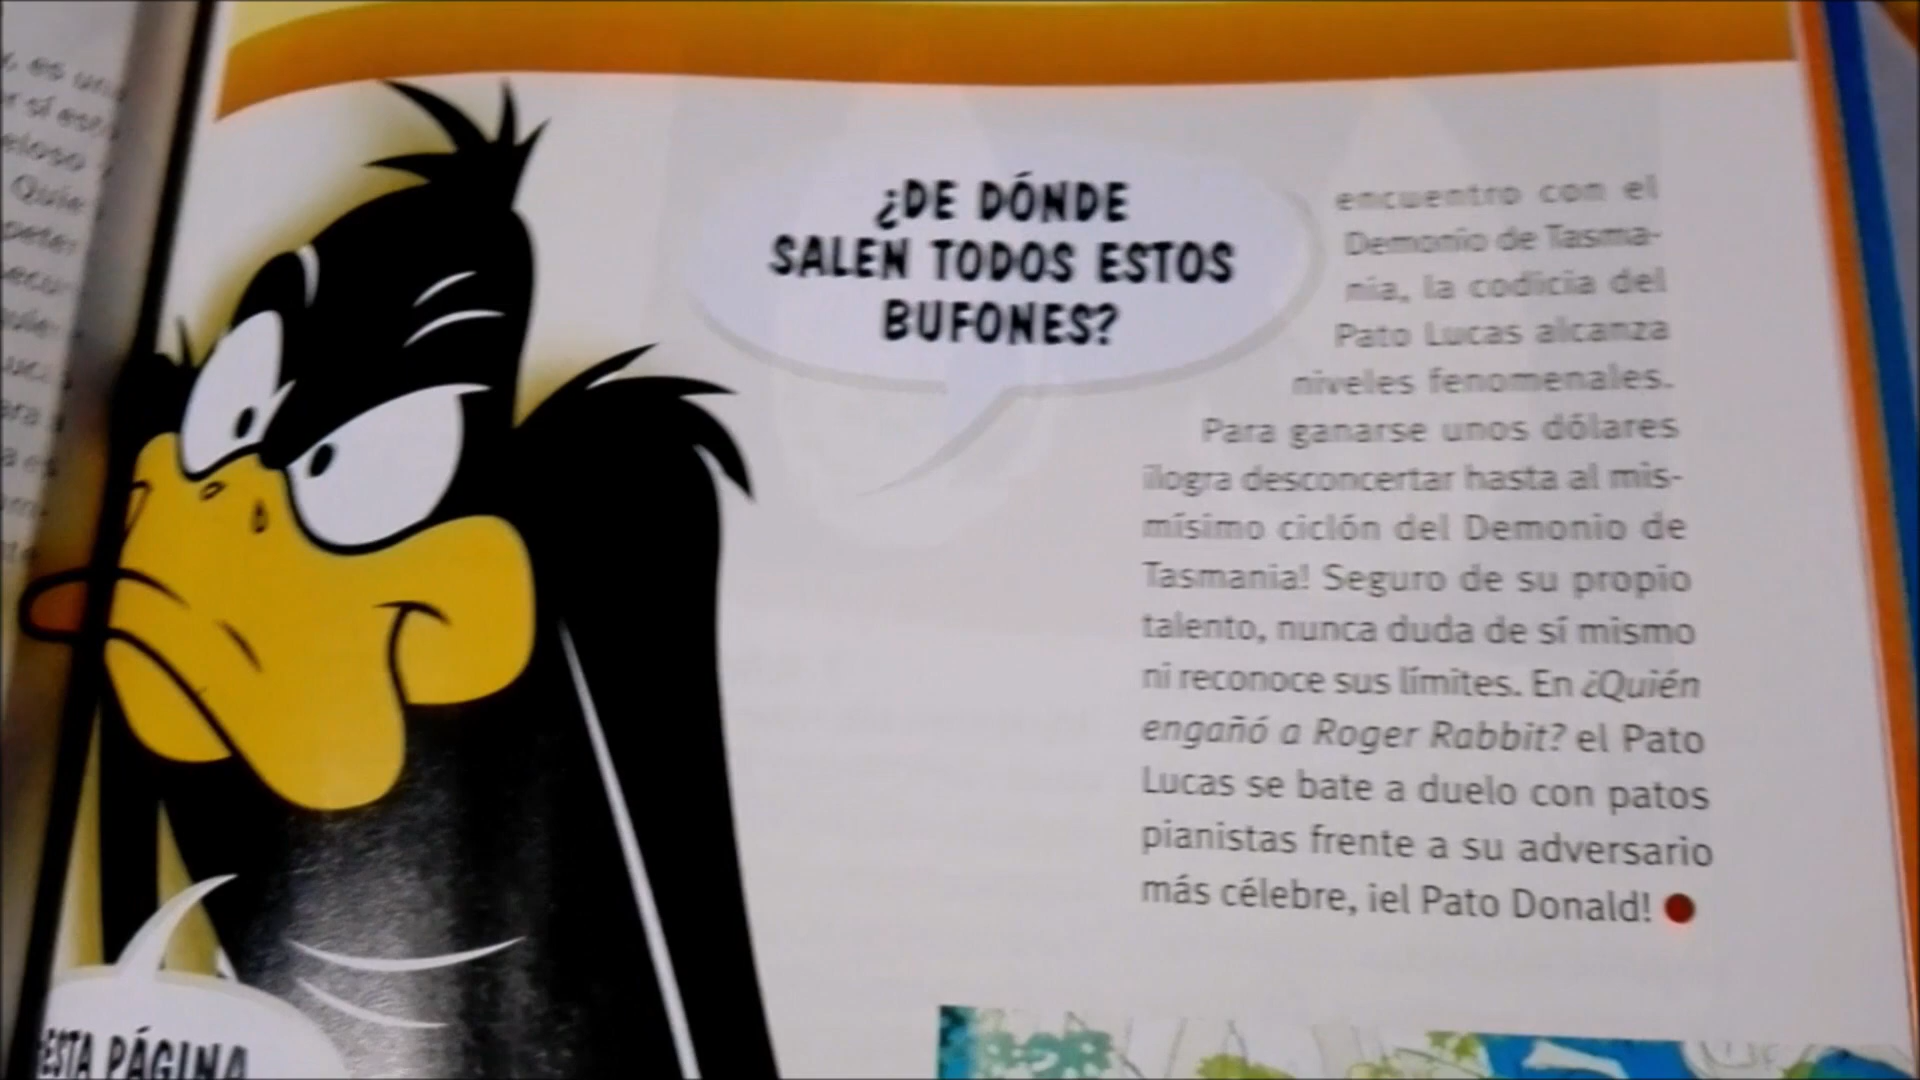 ¿DE DÓNDE
SALEN TODOS ESTOS
BUFONES?
encuentro con el
Demonio de Tasma-
nia, la codicia del
Pato Lucas alcanza
niveles fenomenales.
Para ganarse unos dólares
¡logra desconcertar hasta al mis-
mísimo ciclón del Demonio de
Tasmania! Seguro de su propio
talento, nunca duda de sí mismo
ni reconoce sus límites. En ¿Quién
engañó a Roger Rabbit? el Pato
Lucas se bate a duelo con patos
pianistas frente a su adversario
más célebre, ¡el Pato Donald!
ESTA PÁGINA